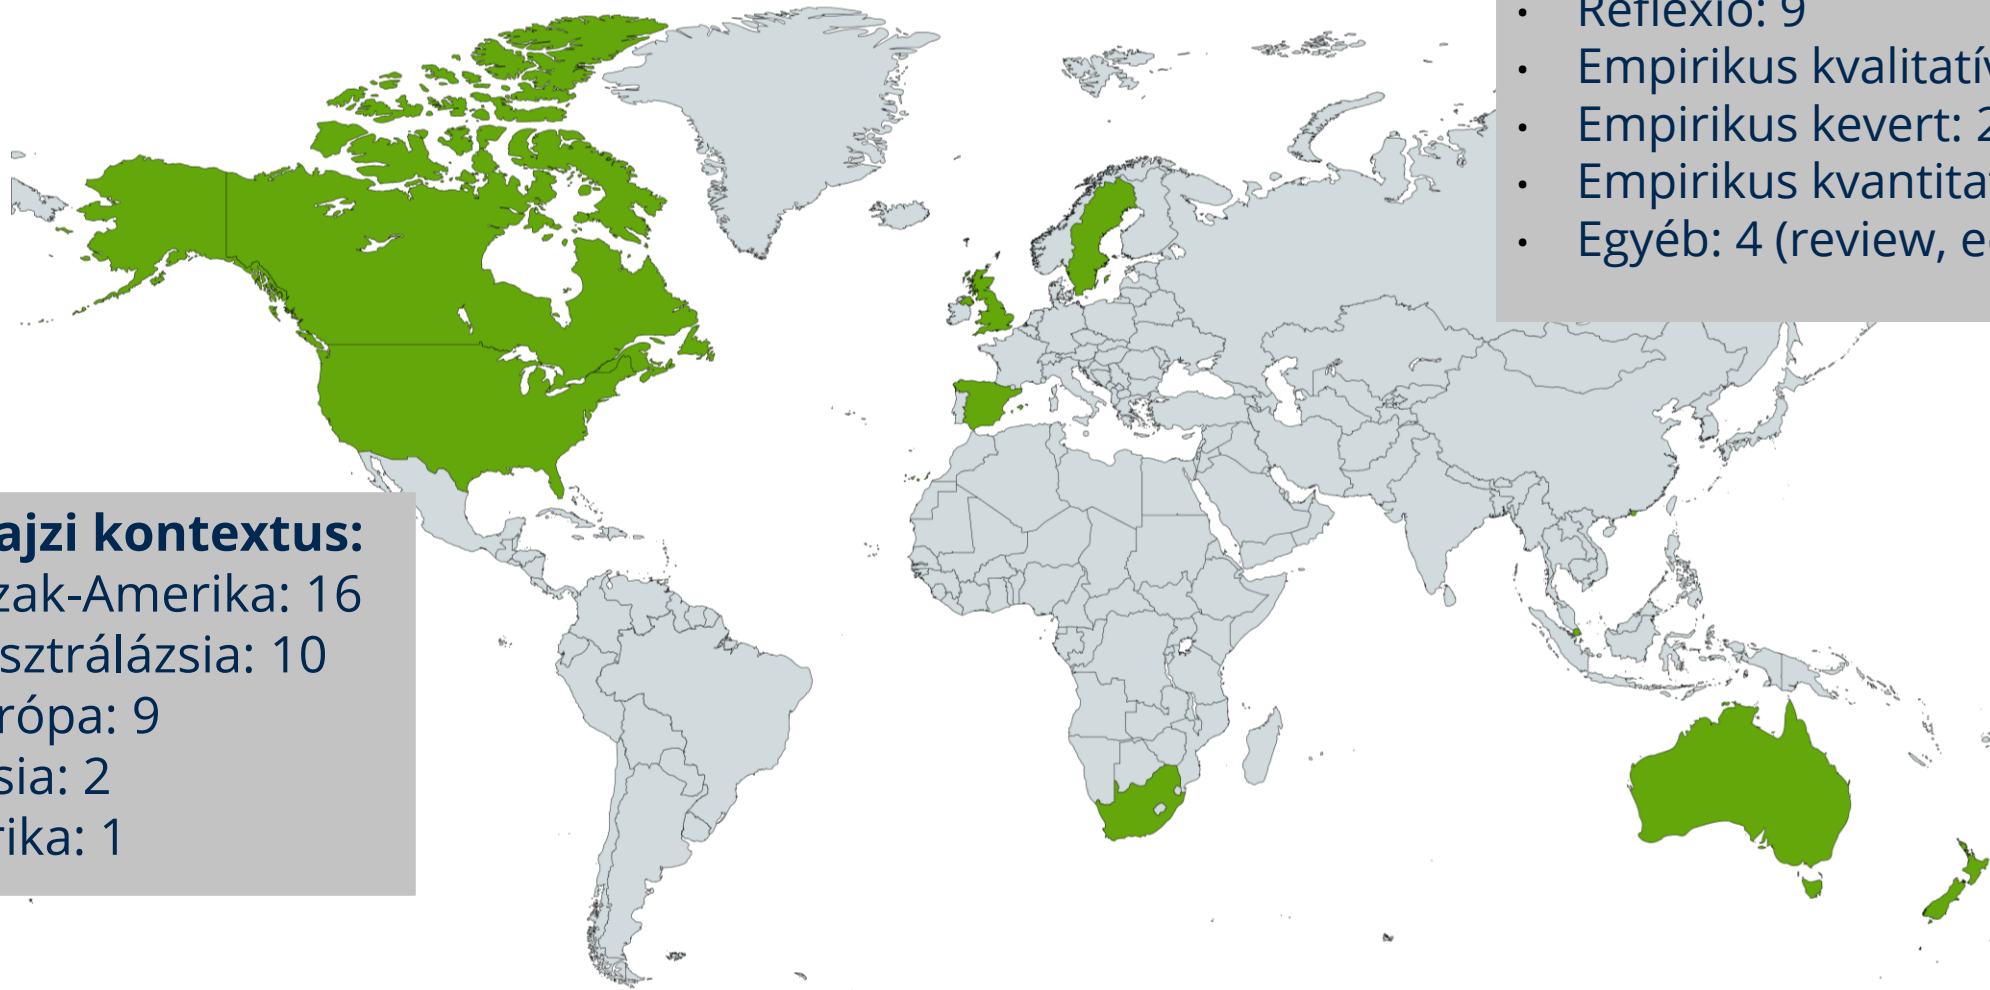 Reflexió: 9
Empirikus kvalitatív
Empirikus kevert: 2
Empirikus kvantita
Egyéb: 4 (review, e
ajzi kontextus:
zak-Amerika: 16
sztrálázsia: 10
rópa: 9
sia: 2
rika: 1